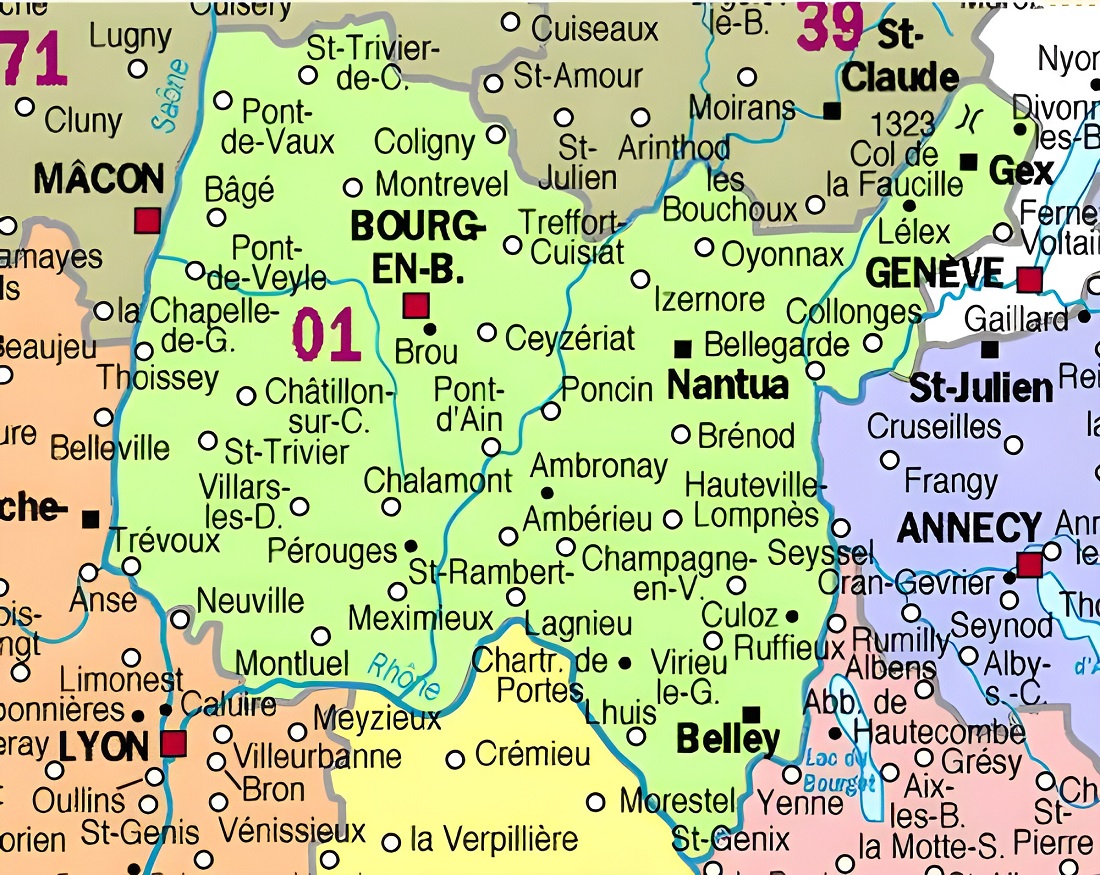 Cuisery
71
Lugny
Saône
Cluny
MÂCON
St-Trivier-
de-C.
Pont-
de-Vaux
Cuiseaux
St-Amour
le-B.
39
St-
Claude
Moirans
Nyon
Divonne
les-B.
1323
Col de
la Faucille
Gex
Coligny
St-
Julien
Arinthod
les
Bouchoux
Bâgé
Montrevel
BOURG-
EN-B.
Treffort-
Cuisiat
Oyonnax
Lélex
Ferney
Voltaire
GENÈVE
Pont-
de-Veyle
Izernore
Collonges
Gaillard
la Chapelle-
de-G.
01
Brou
Ceyzériat
Bellegarde
Nantua
St-Julien
Beaujeu
Thoissey
Châtillon-
sur-C.
Pont-
d'Ain
Poncin
Cruseilles
Belleville
St-Trivier
Brénod
Frangy
Villars-
les-D.
Chalamont
Ambronay
Hauteville-
Lompnès
ANNECY
che-
Trévoux
Pérouges
Ambérieu
Champagne-
en-V.
Seyssel
Cran-Gevrier
Anse
Neuville
St-Rambert-
Meximieux
Lagnieu
Culoz
Ruffieux
Rumilly
Seynod
Montluel
Rhône
Chartr. de
Portes
Virieu
le-G.
Albens
Alby-
s.-C.
Limonest
Caluire
Meyzieux
Lhuis
Abb. de
Hautecombe
LYON
Villeurbanne
Crémieu
Belley
Lac du
Bourget
Grésy
Oullins
Bron
Morestel
Yenne
Aix-
les-B.
St-
Pierre
St-Genis
Vénissieux
la Verpillière
St-Genix
la Motte-S.